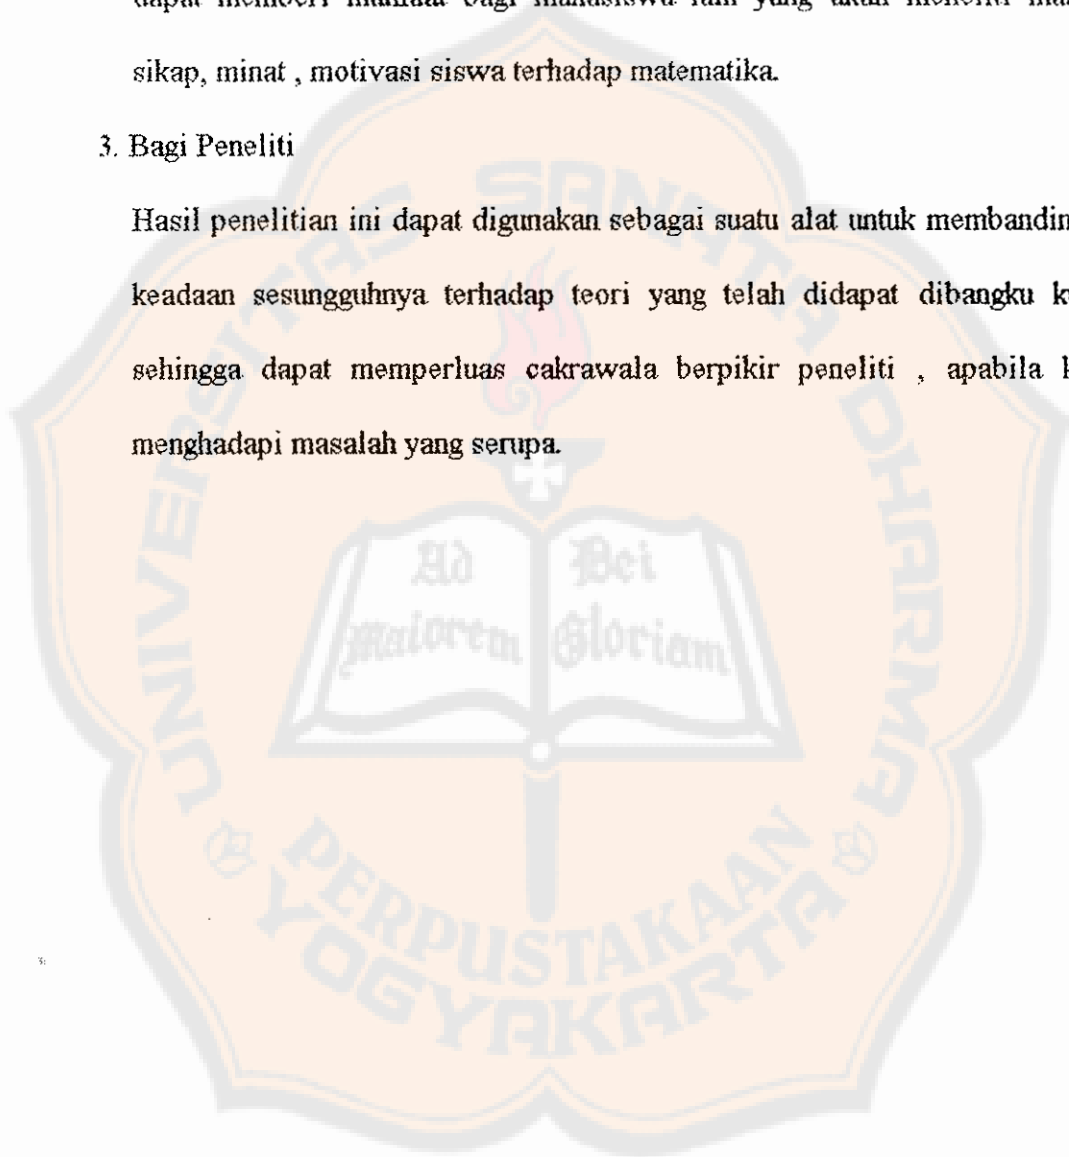 sikap, minat , motivasi siswa terhadap matematika.
3. Bagi Peneliti
Hasil penelitian ini dapat digunakan sebagai suatu alat untuk
keadaan sesungguhnya terhadap teori yang telah didapat dibangku
sehingga dapat memperluas cakrawala berpikir peneliti , apabila
menghadapi masalah yang serupa.
UNIVERSITAS SANATA DHARMA
Ad Dei
maiorem Gloriam
PERPUSTAKAAN
YOGYAKARTA